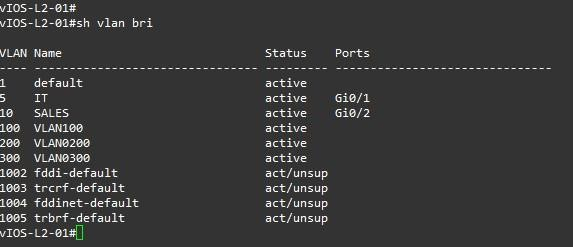 vIOS-L2-01#
vIOS-L2-01#sh vlan bri
VLAN Name                             Status    Ports
---- -------------------------------- --------- -------------------------------
1    default                          active
5    IT                               active    Gi0/1
10   SALES                            active    Gi0/2
100  VLAN100                          active
200  VLAN0200                         active
300  VLAN0300                         active
1002 fddi-default                     act/unsup
1003 trcrf-default                    act/unsup
1004 fddinet-default                  act/unsup
1005 trbrf-default                    act/unsup
vIOS-L2-01#